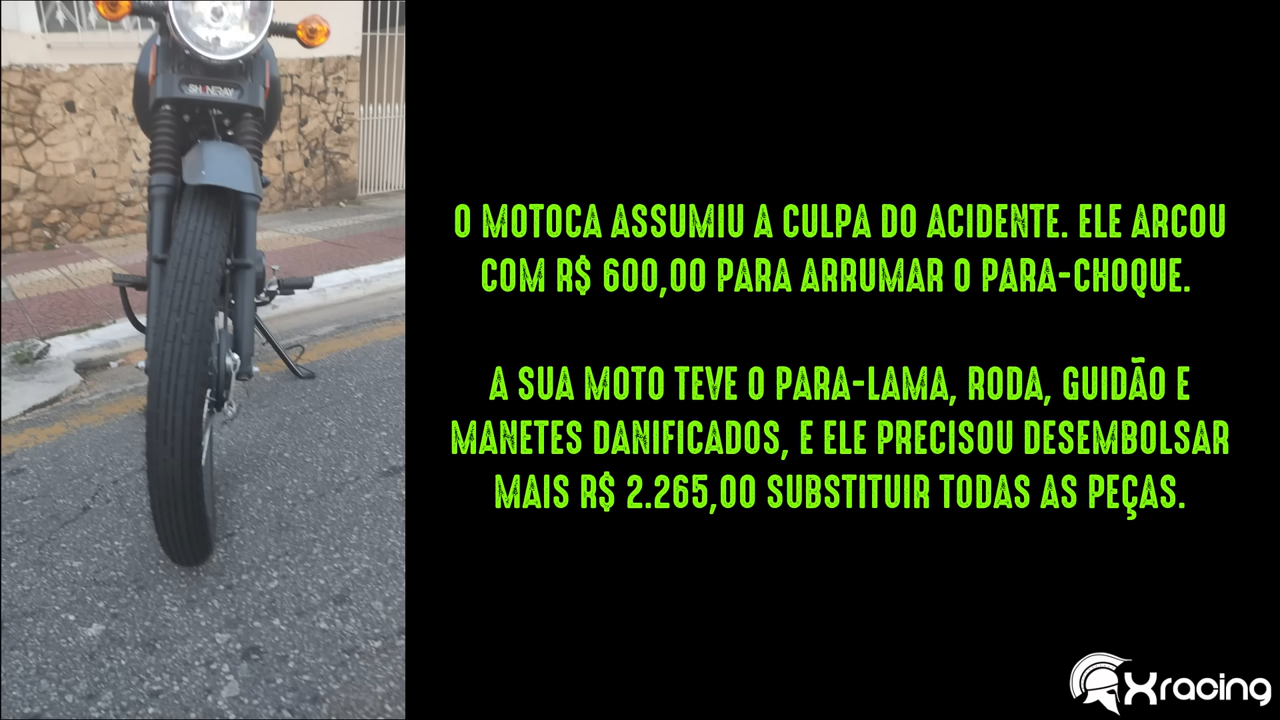 SHINERAY
O MOTOCA ASSUMIU A CULPA DO ACIDENTE. ELE ARCOU
COM R$ 600,00 PARA ARRUMAR O PARA-CHOQUE.
A SUA MOTO TEVE O PARA-LAMA, RODA, GUIDÃO E
MANETES DANIFICADOS, E ELE PRECISOU DESEMBOLSAR
MAIS R$ 2.265,00 SUBSTITUIR TODAS AS PEÇAS.
Xracing